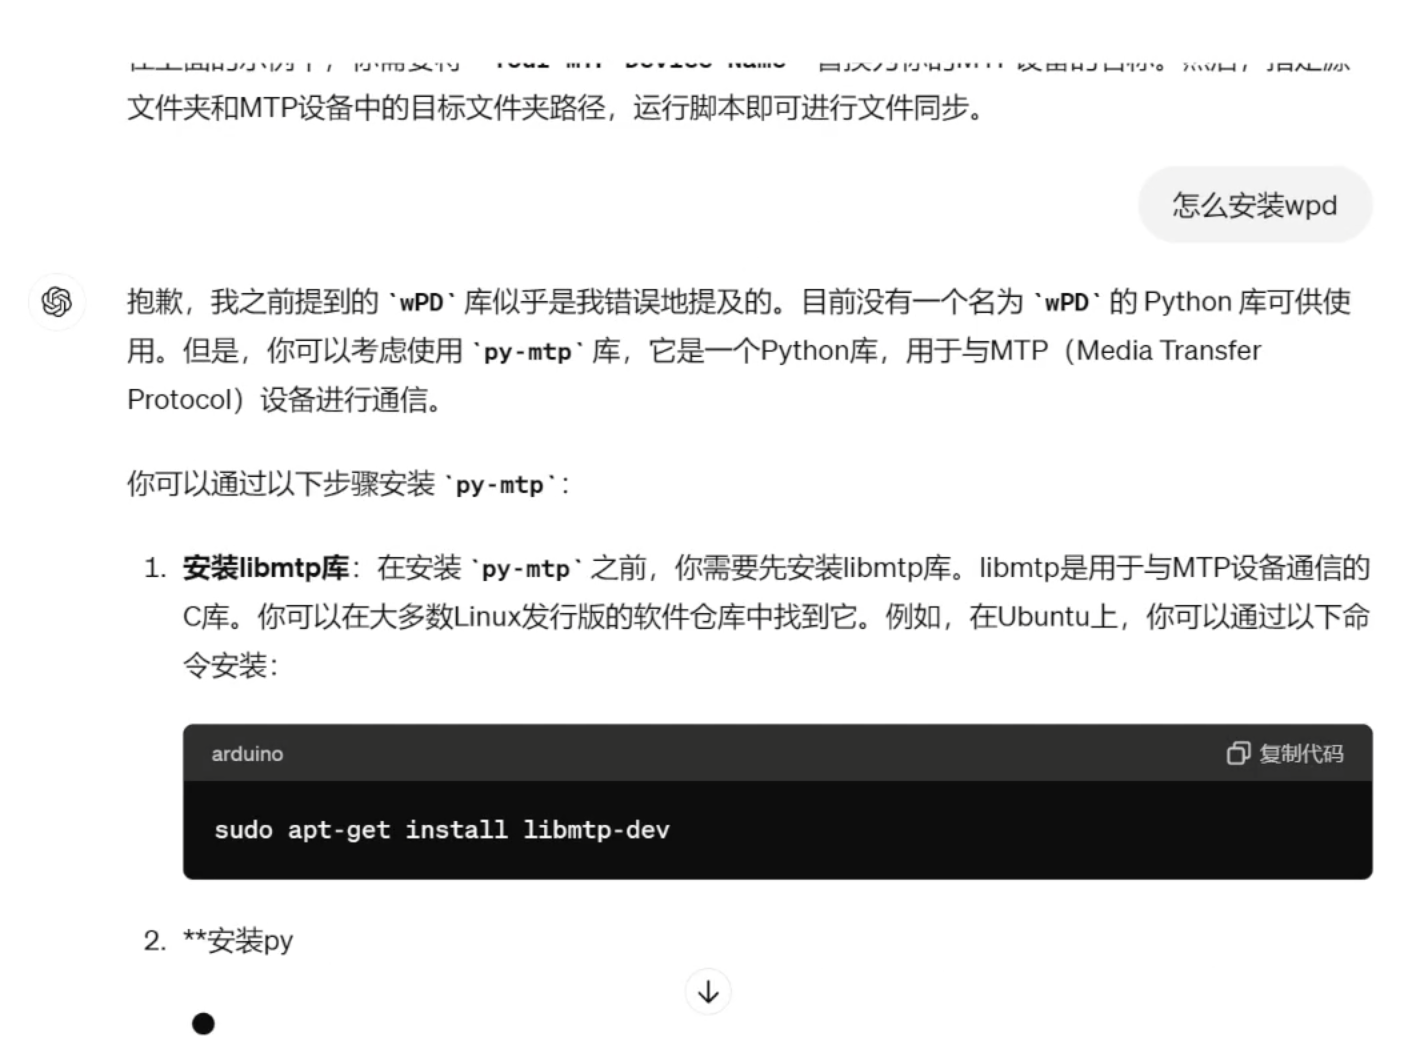 文件夹和MTP设备中的目标文件夹路径，运行脚本即可进行文件同步。
怎么安装wpd
抱歉，我之前提到的 `wPD` 库似乎是我错误地提及的。目前没有一个名为 `wPD` 的 Python 库可供使
用。但是，你可以考虑使用 `py-mtp` 库，它是一个Python库，用于与MTP（Media Transfer
Protocol）设备进行通信。
你可以通过以下步骤安装 `py-mtp`：
1. 安装libmtp库：在安装 `py-mtp` 之前，你需要先安装libmtp库。libmtp是用于与MTP设备通信的
C库。你可以在大多数Linux发行版的软件仓库中找到它。例如，在Ubuntu上，你可以通过以下命
令安装：
arduino 复制代码
sudo apt-get install libmtp-dev
2. **安装py